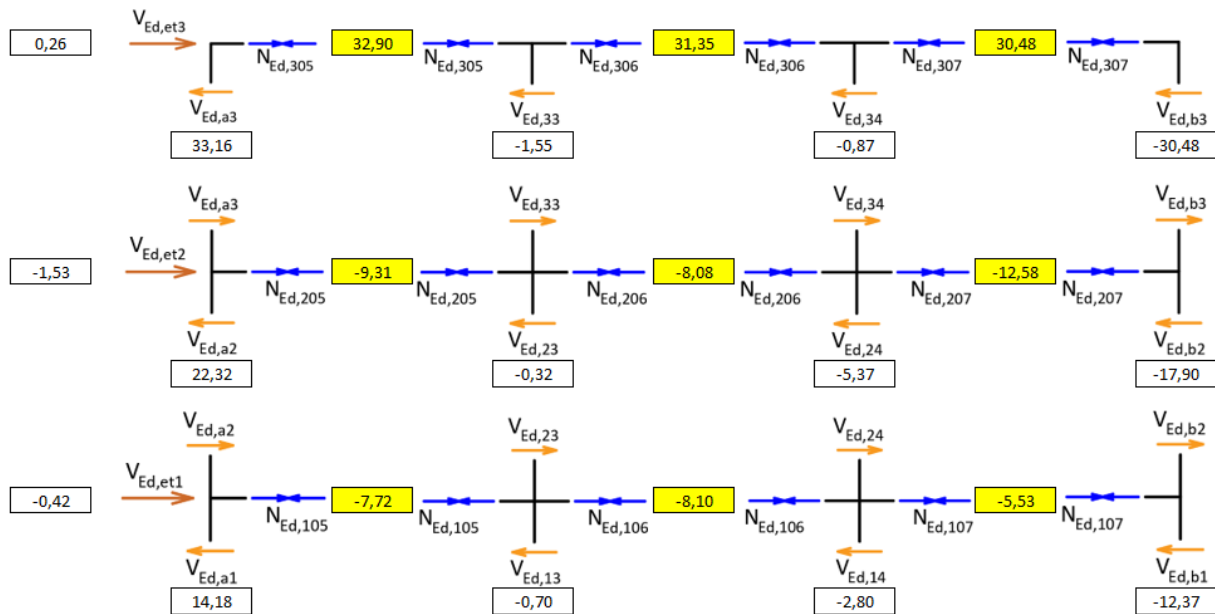 V_Ed,et3
0,26 32,90 31,35 30,48
N_Ed,305 N_Ed,305 N_Ed,306 N_Ed,306 N_Ed,307 N_Ed,307
V_Ed,a3 V_Ed,33 V_Ed,34 V_Ed,b3
33,16 -1,55 -0,87 -30,48
V_Ed,a3 V_Ed,33 V_Ed,34 V_Ed,b3
V_Ed,et2
-1,53 -9,31 -8,08 -12,58
N_Ed,205 N_Ed,205 N_Ed,206 N_Ed,206 N_Ed,207 N_Ed,207
V_Ed,a2 V_Ed,23 V_Ed,24 V_Ed,b2
22,32 -0,32 -5,37 -17,90
V_Ed,a2 V_Ed,23 V_Ed,24 V_Ed,b2
V_Ed,et1
-0,42 -7,72 -8,10 -5,53
N_Ed,105 N_Ed,105 N_Ed,106 N_Ed,106 N_Ed,107 N_Ed,107
V_Ed,a1 V_Ed,13 V_Ed,14 V_Ed,b1
14,18 -0,70 -2,80 -12,37